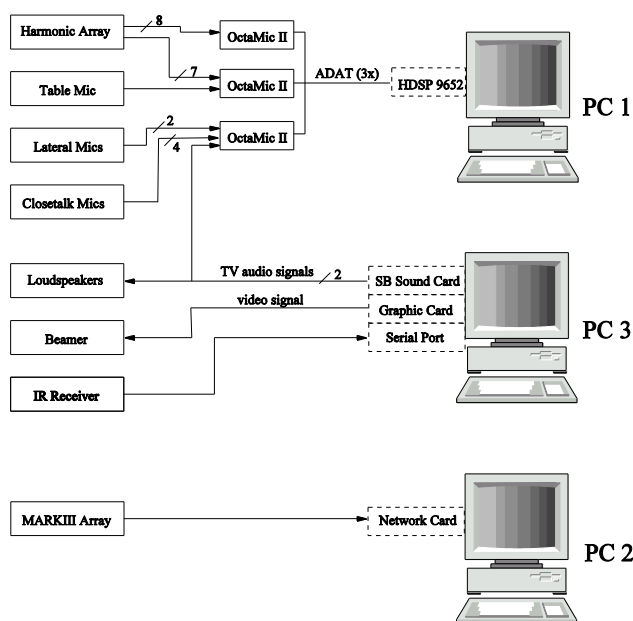 Harmonic Array
8
OctaMic II
7
Table Mic
OctaMic II
ADAT (3x)
HDSP 9652
PC 1
Lateral Mics
2
4
OctaMic II
Closetalk Mics
Loudspeakers
TV audio signals
2
SB Sound Card
video signal
Graphic Card
Beamer
Serial Port
PC 3
IR Receiver
MARKIII Array
Network Card
PC 2